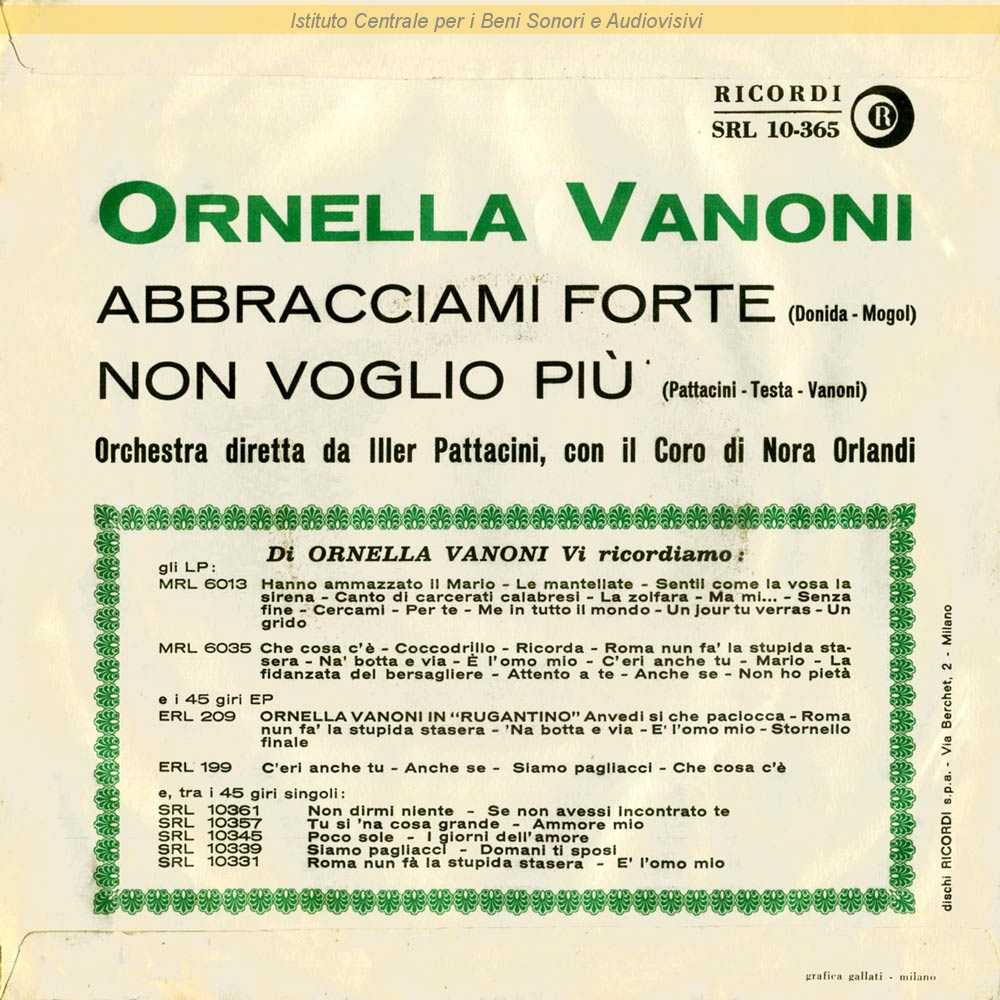 Istituto Centrale per i Beni Sonori e Audiovisivi
RICORDI
SRL 10-365
R
ORNELLA VANONI
ABBRACCIAMI FORTE (Donida - Mogol)
NON VOGLIO PIÙ (Pattacini - Testa - Vanoni)
Orchestra diretta da Iller Pattacini, con il Coro di Nora Orlandi
Di ORNELLA VANONI Vi ricordiamo:
gli LP:
MRL 6013 Hanno ammazzato il Mario - Le mantellate - Sentii come la vosa la
sirena - Canto di carcerati calabresi - La zolfara - Ma mi... - Senza
fine - Cercami - Per te - Me in tutto il mondo - Un jour tu verras - Un
grido
MRL 6035 Che cosa c'è - Coccodrillo - Ricorda - Roma nun fa' la stupida sta-
sera - Na' botta e via - È l'omo mio - C'eri anche tu - Mario - La
fidanzata del bersagliere - Attento a te - Anche se - Non ho pietà
e i 45 giri EP
ERL 209 ORNELLA VANONI IN "RUGANTINO" Anvedi si che paciocca - Roma
nun fa' la stupida stasera - 'Na botta e via - E' l'omo mio - Stornello
finale
ERL 199 C'eri anche tu - Anche se - Siamo pagliacci - Che cosa c'è
e, tra i 45 giri singoli:
SRL 10361 Non dirmi niente - Se non avessi incontrato te
SRL 10357 Tu si 'na cosa grande - Ammore mio
SRL 10345 Poco sole - I giorni dell'amore
SRL 10339 Siamo pagliacci - Domani ti sposi
SRL 10331 Roma nun fà la stupida stasera - E' l'omo mio
dischi RICORDI s.p.a. - Via Berchet, 2 - Milano
grafica gallati - milano